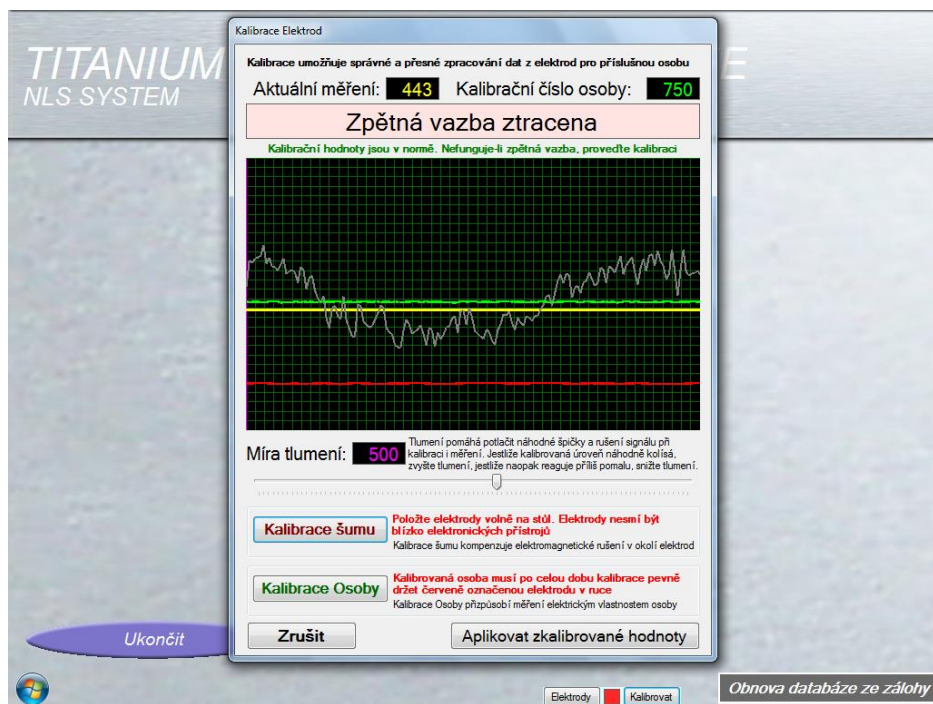 TITANIUM
E
NLS SYSTEM
Kalibrace Elektrod
Kalibrace umožňuje správné a přesné zpracování dat z elektrod pro příslušnou osobu
Aktuální měření: 443 Kalibrační číslo osoby: 750
Zpětná vazba ztracena
Kalibrační hodnoty jsou v normě. Nefunguje-li zpětná vazba, proveďte kalibraci
Míra tlumení: 500
Tlumení pomáhá potlačit náhodné špičky a rušení signálu při
kalibraci i měření. Jestliže kalibrovaná úroveň náhodně kolísá,
zvyšte tlumení, jestliže naopak reaguje příliš pomalu, snižte tlumení.
Kalibrace šumu
Položte elektrody volně na stůl. Elektrody nesmí být
blízko elektronických přístrojů
Kalibrace šumu kompenzuje elektromagnetické rušení v okolí elektrod
Kalibrace Osoby
Kalibrovaná osoba musí po celou dobu kalibrace pevně
držet červeně označenou elektrodu v ruce
Kalibrace Osoby přizpůsobí měření elektrickým vlastnostem osoby
Ukončit
Zrušit
Aplikovat zkalibrované hodnoty
Elektrody
Kalibrovat
Obnova databáze ze zálohy